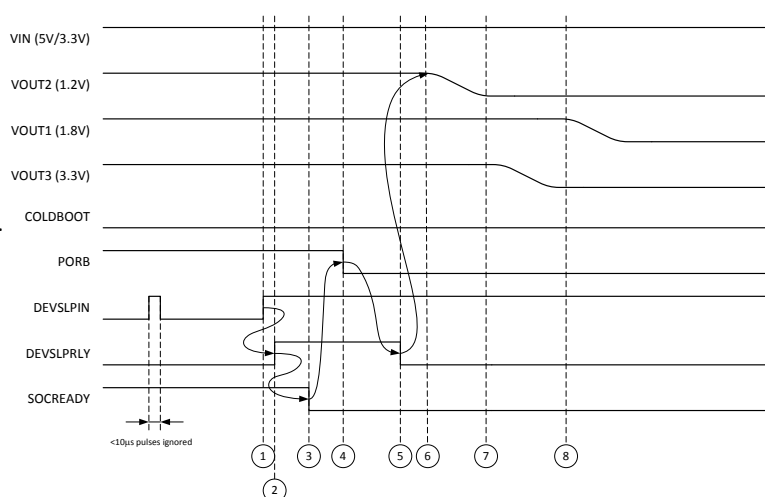 VIN (5V/3.3V)
VOUT2 (1.2V)
VOUT1 (1.8V)
VOUT3 (3.3V)
COLDBOOT
PORB
DEVSLPIN
DEVSLPRLY
SOCREADY
<10µs pulses ignored
1
2
3
4
5
6
7
8